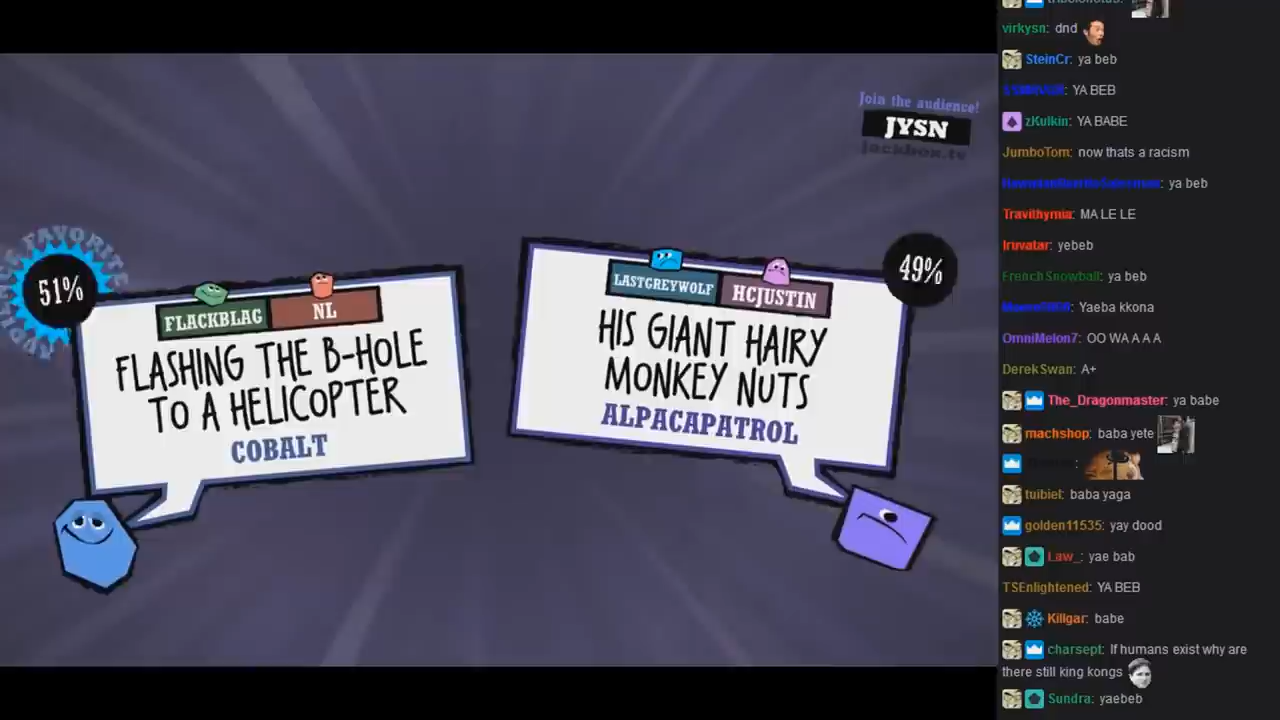 Join the audience!
JYSN
jackbox.tv
AUDIENCE FAVORITE
51%
FLACKBLAG
NL
FLASHING THE B-HOLE
TO A HELICOPTER
COBALT
49%
LASTGREYWOLF
HCJUSTIN
HIS GIANT HAIRY
MONKEY NUTS
ALPACAPATROL
virkysn: dnd
SteinCr: ya beb
YA BEB
zKulkin: YA BABE
JumboTom: now thats a racism
ya beb
Travithymia: MA LE LE
Iruvatar: yebeb
FrenchSnowball: ya beb
Yaeba kkona
OmniMelon7: OO WA A A A
DerekSwan: A+
The_Dragonmaster: ya babe
machshop: baba yete
tuibiel: baba yaga
golden11535: yay dood
Law_: yae bab
TSEnlightened: YA BEB
Killgar: babe
charsept: If humans exist why are
there still king kongs
Sundra: yaebeb